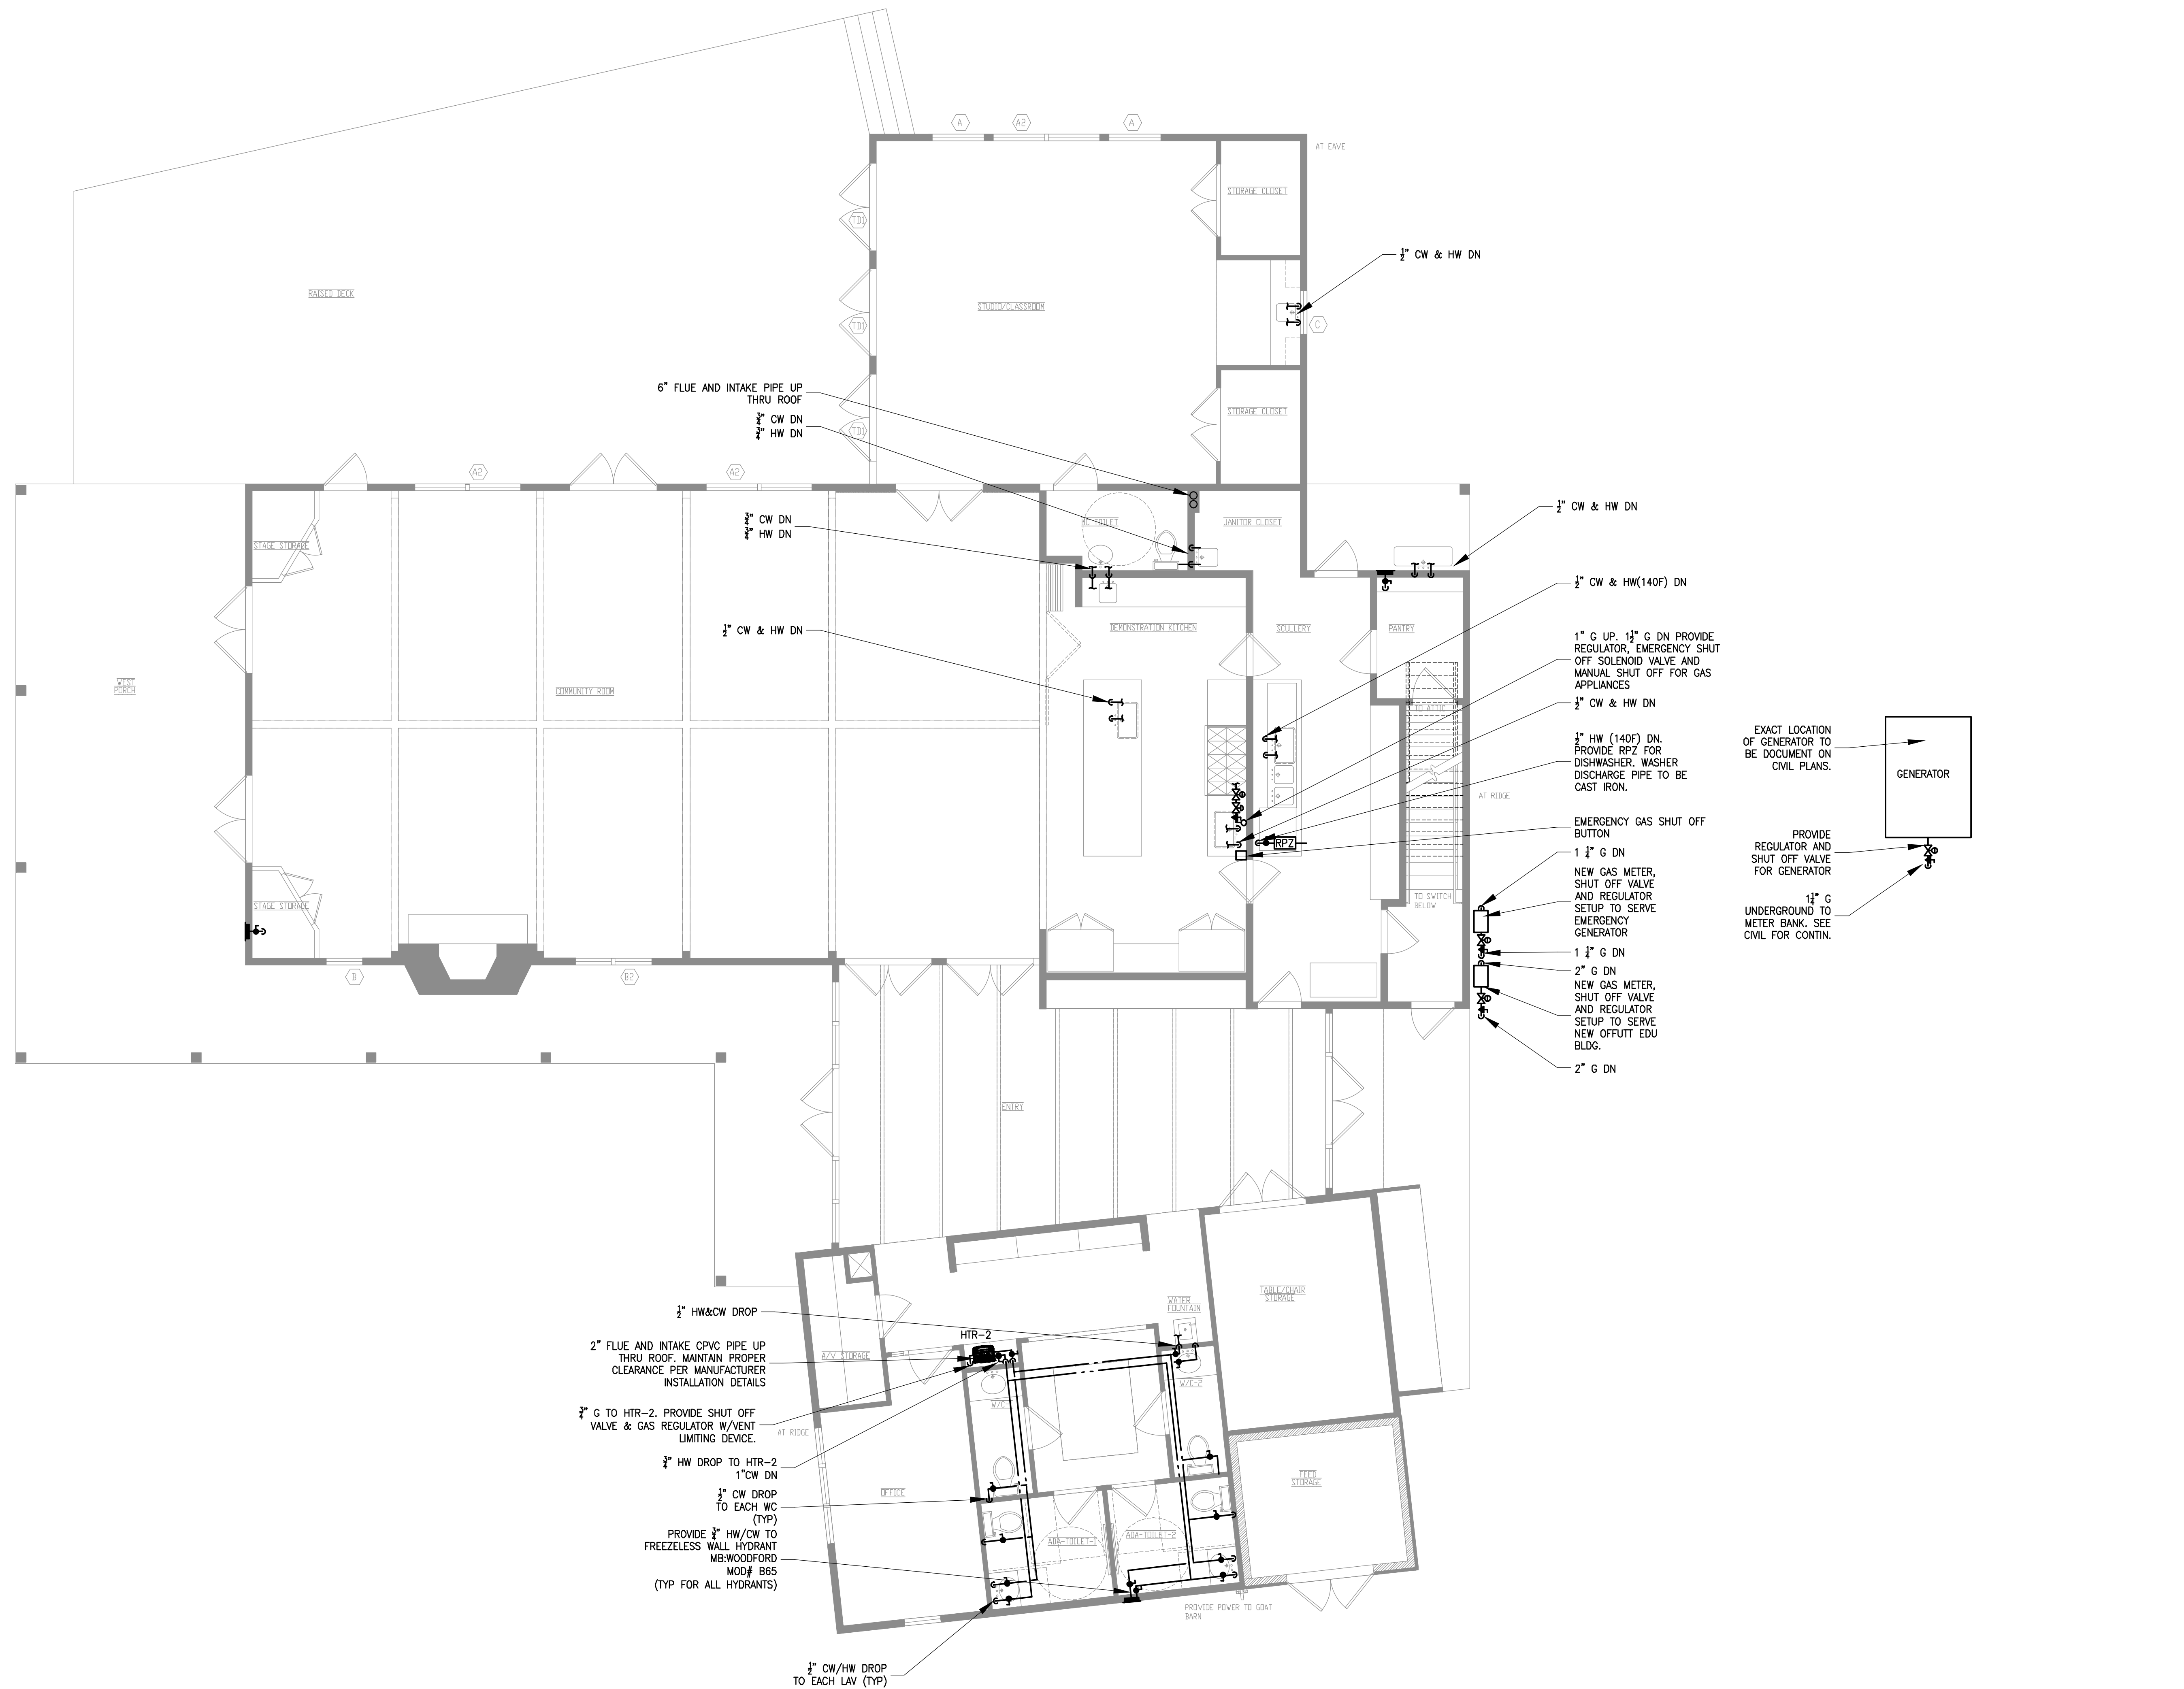 A
A2
A
AT EAVE
STORAGE CLOSET
TD1
½" CW & HW DN
RAISED DECK
STUDIO/CLASSROOM
TD1
C
6" FLUE AND INTAKE PIPE UP
THRU ROOF
¾" CW DN
¾" HW DN
STORAGE CLOSET
TD1
A2
A2
¾" CW DN
¾" HW DN
HC TOILET
JANITOR CLOSET
½" CW & HW DN
STAGE STORAGE
½" CW & HW(140F) DN
½" CW & HW DN
DEMONSTRATION KITCHEN
SCULLERY
PANTRY
1" G UP. 1½" G DN PROVIDE
REGULATOR, EMERGENCY SHUT
OFF SOLENOID VALVE AND
MANUAL SHUT OFF FOR GAS
APPLIANCES
WEST
PORCH
COMMUNITY ROOM
TO ATTIC
½" CW & HW DN
½" HW (140F) DN.
PROVIDE RPZ FOR
DISHWASHER. WASHER
DISCHARGE PIPE TO BE
CAST IRON.
EXACT LOCATION
OF GENERATOR TO
BE DOCUMENT ON
CIVIL PLANS.
GENERATOR
AT RIDGE
EMERGENCY GAS SHUT OFF
BUTTON
RPZ
PROVIDE
REGULATOR AND
SHUT OFF VALVE
FOR GENERATOR
1 ¼" G DN
NEW GAS METER,
SHUT OFF VALVE
AND REGULATOR
SETUP TO SERVE
EMERGENCY
GENERATOR
TO SWITCH
BELOW
1¼" G
UNDERGROUND TO
METER BANK. SEE
CIVIL FOR CONTIN.
STAGE STORAGE
1 ¼" G DN
2" G DN
NEW GAS METER,
SHUT OFF VALVE
AND REGULATOR
SETUP TO SERVE
NEW OFFUTT EDU
BLDG.
2" G DN
B
B2
ENTRY
TABLE/CHAIR
STORAGE
WATER
FOUNTAIN
½" HW&CW DROP
HTR-2
2" FLUE AND INTAKE CPVC PIPE UP
THRU ROOF. MAINTAIN PROPER
CLEARANCE PER MANUFACTURER
INSTALLATION DETAILS
A/V STORAGE
W/C-2
¾" G TO HTR-2. PROVIDE SHUT OFF
VALVE & GAS REGULATOR W/VENT
LIMITING DEVICE.
AT RIDGE
¾" HW DROP TO HTR-2
1"CW DN
FEED
STORAGE
OFFICE
½" CW DROP
TO EACH WC
(TYP)
PROVIDE ¾" HW/CW TO
FREEZELESS WALL HYDRANT
MB:WOODFORD
MOD# B65
(TYP FOR ALL HYDRANTS)
ADA-TOILET-1
ADA-TOILET-2
PROVIDE POWER TO GOAT
BARN
½" CW/HW DROP
TO EACH LAV (TYP)